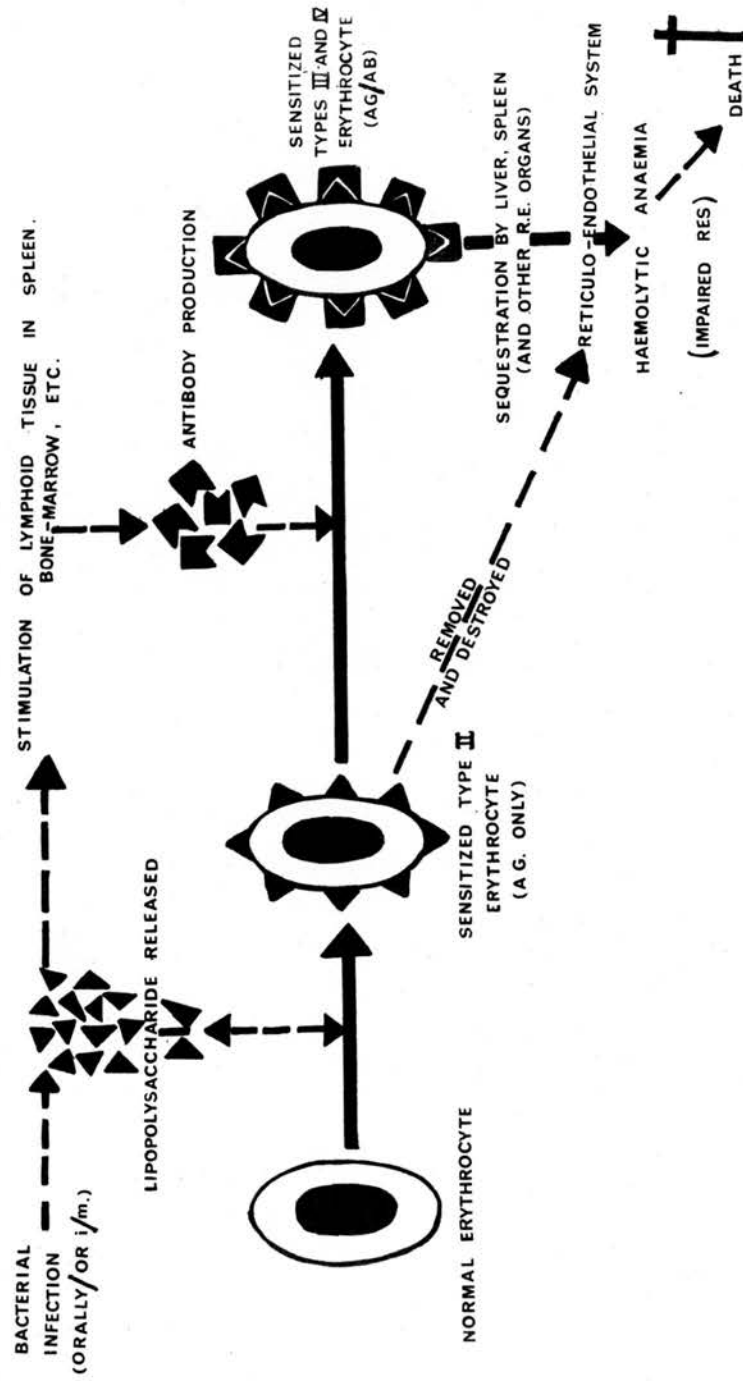 BACTERIAL
INFECTION
(ORALLY/OR i/m.)
LIPOPOLYSACCHARIDE RELEASED
STIMULATION OF LYMPHOID TISSUE IN SPLEEN.
BONE-MARROW, ETC.
ANTIBODY PRODUCTION
NORMAL ERYTHROCYTE
SENSITIZED TYPE II
ERYTHROCYTE
(A.G. ONLY)
SENSITIZED
TYPES III AND IV
ERYTHROCYTE
(AG/AB)
REMOVED
AND DESTROYED
SEQUESTRATION BY LIVER, SPLEEN
(AND OTHER R.E. ORGANS)
RETICULO-ENDOTHELIAL SYSTEM
HAEMOLYTIC ANAEMIA
(IMPAIRED RES)
DEATH